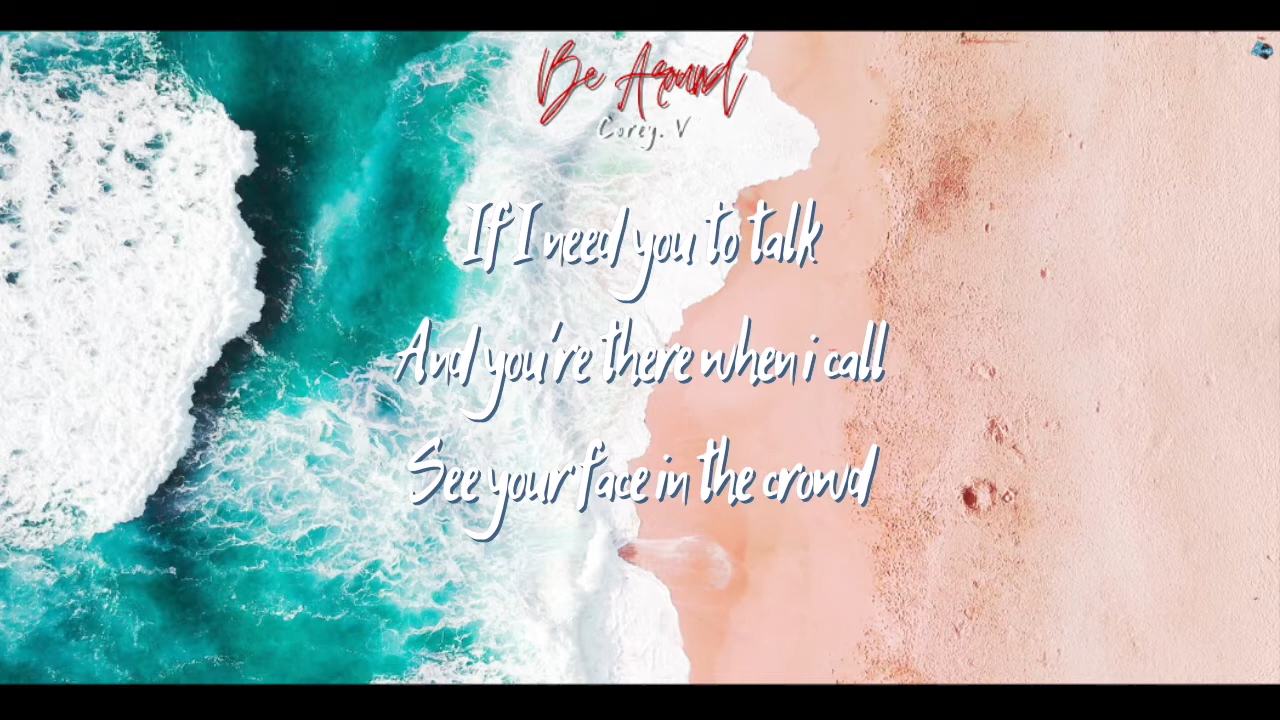 Be Around
Corey. V
If I need you to talk
And you're there when i call
See your face in the crowd